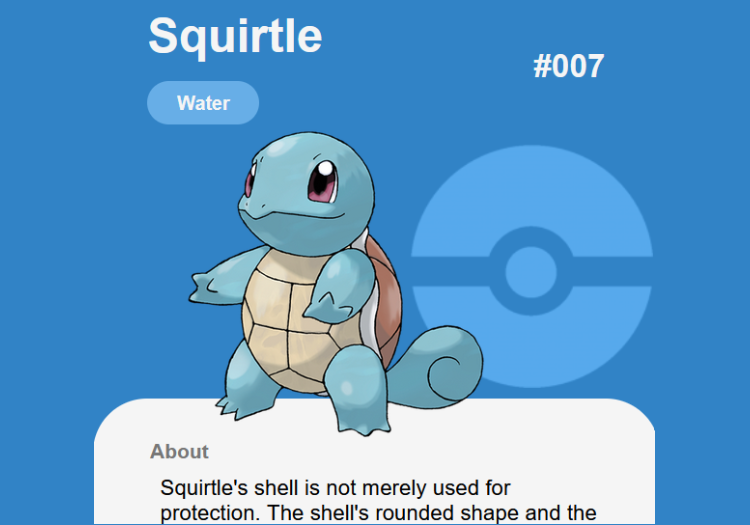 Squirtle
#007
Water
About
Squirtle's shell is not merely used for
protection. The shell's rounded shape and the